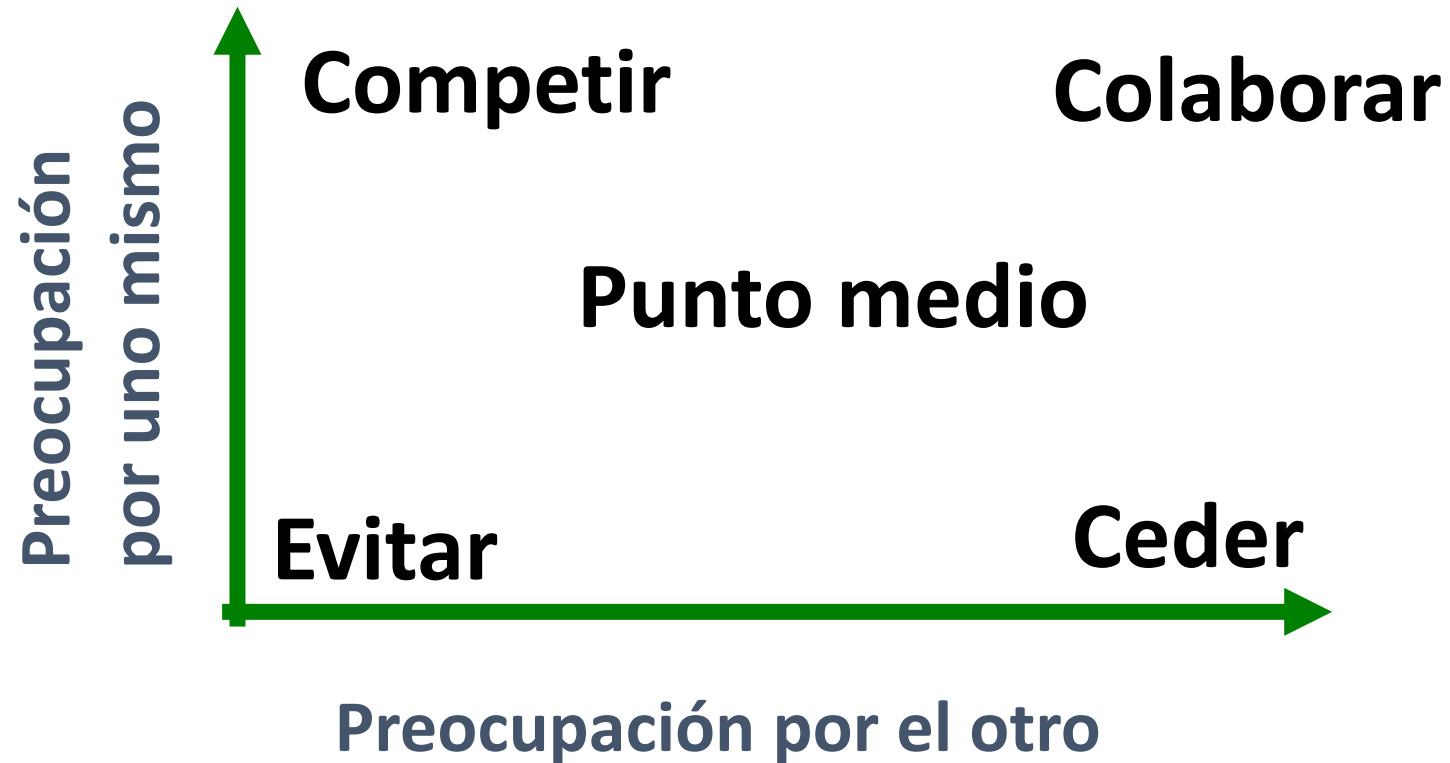 Competir
Colaborar
Preocupación
por uno mismo
Punto medio
Evitar
Ceder
Preocupación por el otro